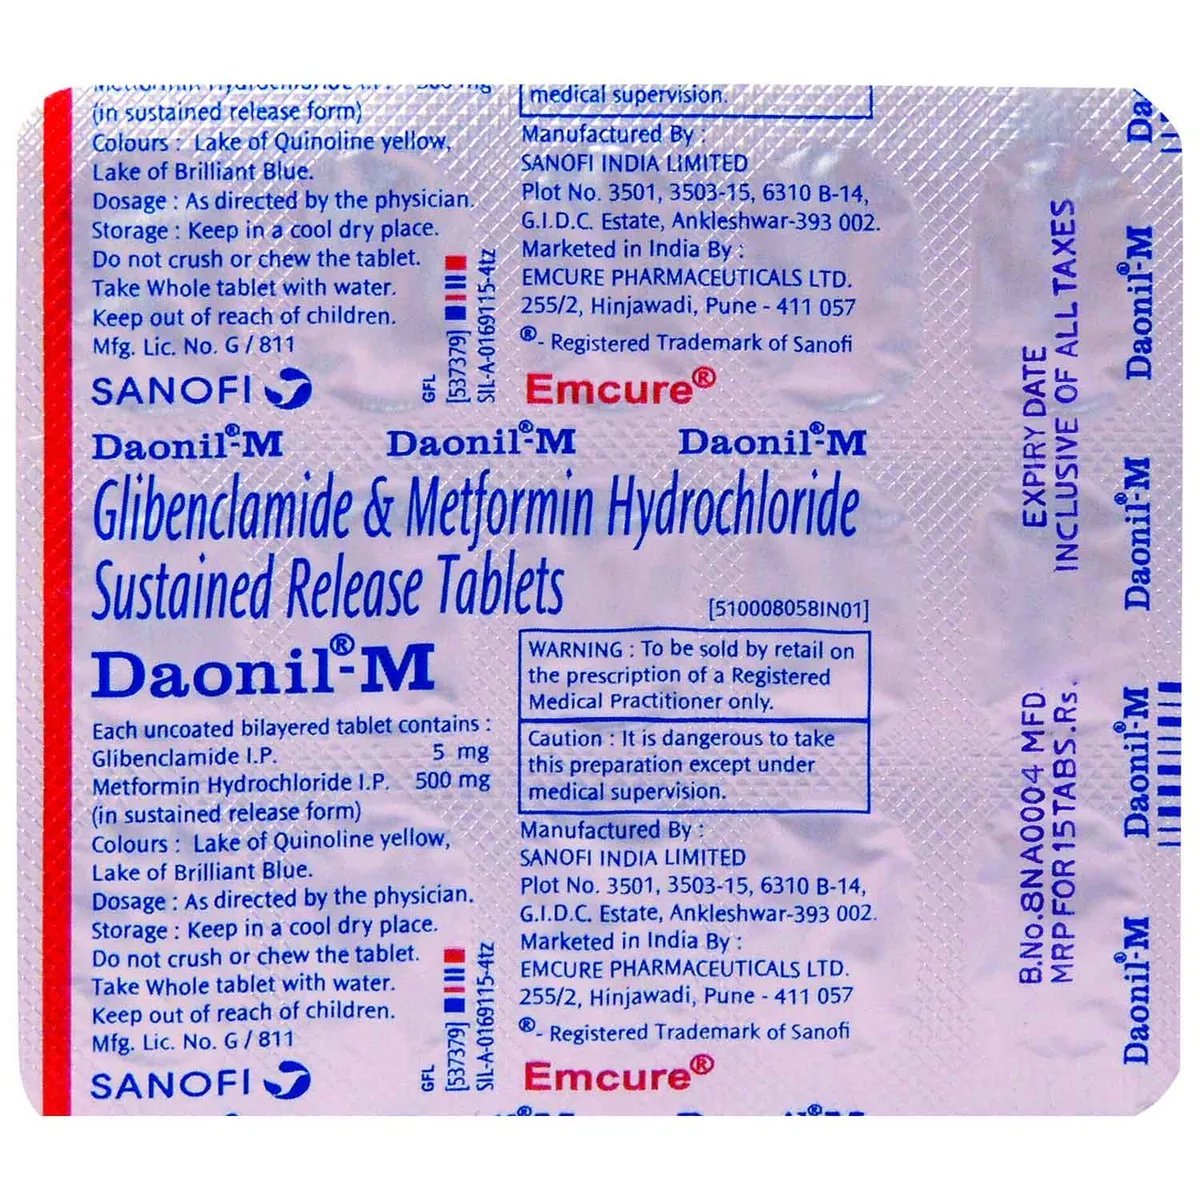 (in sustained release form)
Colours : Lake of Quinoline yellow,
Lake of Brilliant Blue.
Dosage : As directed by the physician.
Storage : Keep in a cool dry place.
Do not crush or chew the tablet.
Take Whole tablet with water.
Keep out of reach of children.
Mfg. Lic. No. G / 811
SANOFI
GFL
[537379]
SIL-A-0169115-4tz
medical supervision.
Manufactured By :
SANOFI INDIA LIMITED
Plot No. 3501, 3503-15, 6310 B-14,
G.I.D.C. Estate, Ankleshwar-393 002.
Marketed in India By :
EMCURE PHARMACEUTICALS LTD.
255/2, Hinjawadi, Pune - 411 057
®- Registered Trademark of Sanofi
Emcure®
Daonil®-M Daonil®-M Daonil®-M
Glibenclamide & Metformin Hydrochloride
Sustained Release Tablets
[510008058IN01]
Daonil®-M
Each uncoated bilayered tablet contains :
Glibenclamide I.P. 5 mg
Metformin Hydrochloride I.P. 500 mg
(in sustained release form)
Colours : Lake of Quinoline yellow,
Lake of Brilliant Blue.
Dosage : As directed by the physician.
Storage : Keep in a cool dry place.
Do not crush or chew the tablet.
Take Whole tablet with water.
Keep out of reach of children.
Mfg. Lic. No. G / 811
SANOFI
GFL
[537379]
SIL-A-0169115-4tz
WARNING : To be sold by retail on
the prescription of a Registered
Medical Practitioner only.
Caution : It is dangerous to take
this preparation except under
medical supervision.
Manufactured By :
SANOFI INDIA LIMITED
Plot No. 3501, 3503-15, 6310 B-14,
G.I.D.C. Estate, Ankleshwar-393 002.
Marketed in India By :
EMCURE PHARMACEUTICALS LTD.
255/2, Hinjawadi, Pune - 411 057
®- Registered Trademark of Sanofi
Emcure®
B.No.8NA0004 MFD EXPIRY DATE
MRP FOR 15 TABS.Rs. INCLUSIVE OF ALL TAXES
Daonil®-M Daonil®-M Daonil®-M Daonil®-M Da